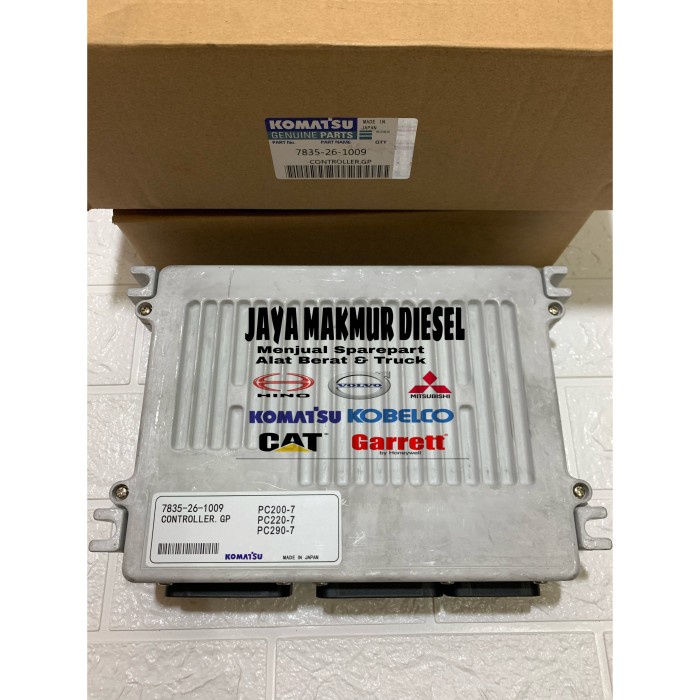 KOMATSU
GENUINE PARTS
MADE IN
JAPAN
PART No. PART NAME QTY
7835-26-1009
CONTROLLER.GP
JAYA MAKMUR DIESEL
Menjual Sparepart
Alat Berat & Truck
HINO VOLVO MITSUBISHI
KOMATSU KOBELCO
CAT Garrett
by Honeywell
7835-26-1009 PC200-7
CONTROLLER.GP PC220-7
PC290-7
KOMATSU MADE IN JAPAN